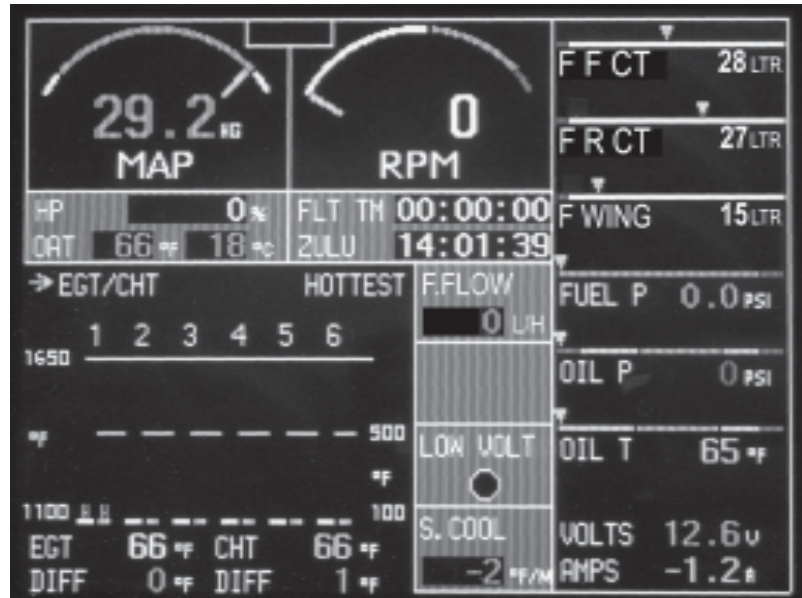 29.2 HG
MAP
0
RPM
HP 0 %
OAT 66 °F 18 °C
FLT TM 00:00:00
ZULU 14:01:39
→ EGT/CHT HOTTEST
1 2 3 4 5 6
1650
°F
500
°F
1100
100
EGT 66 °F CHT 66 °F
DIFF 0 °F DIFF 1 °F
F.FLOW
0 L/H
LOW VOLT
S.COOL
-2 °F/M
F F CT 28 LTR
F R CT 27 LTR
F WING 15 LTR
FUEL P 0.0 PSI
OIL P 0 PSI
OIL T 65 °F
VOLTS 12.6 V
AMPS -1.2 A